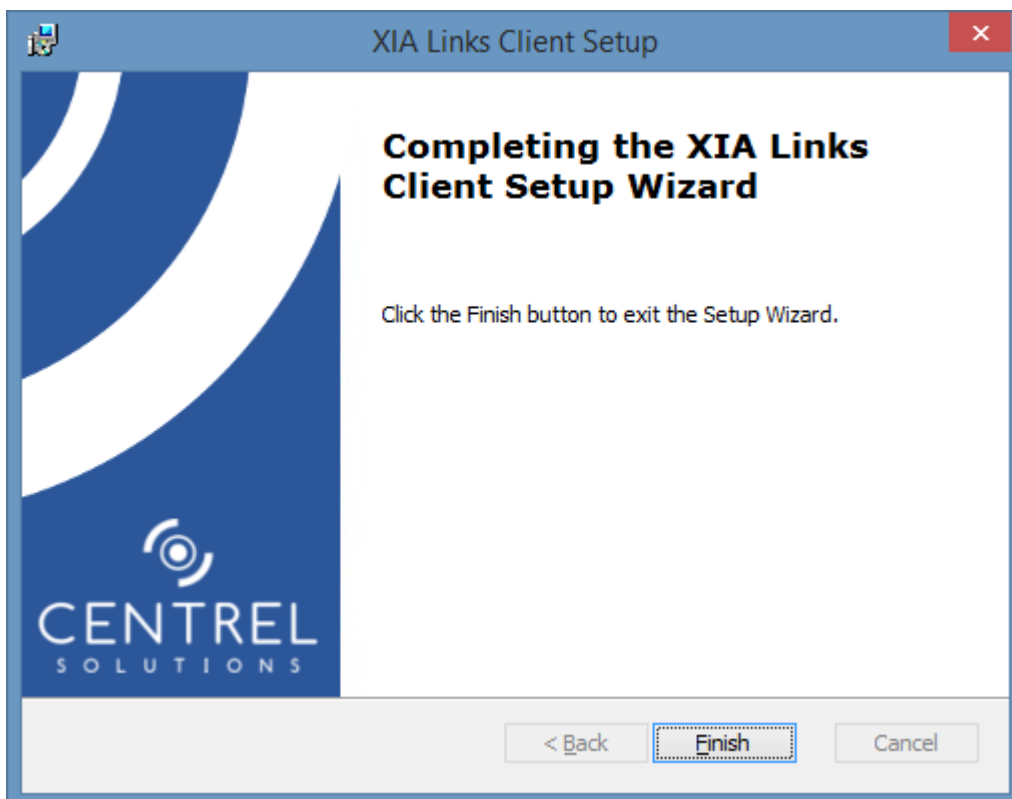 XIA Links Client Setup
Completing the XIA Links
Client Setup Wizard
Click the Finish button to exit the Setup Wizard.
CENTREL
SOLUTIONS
< Back
Finish
Cancel